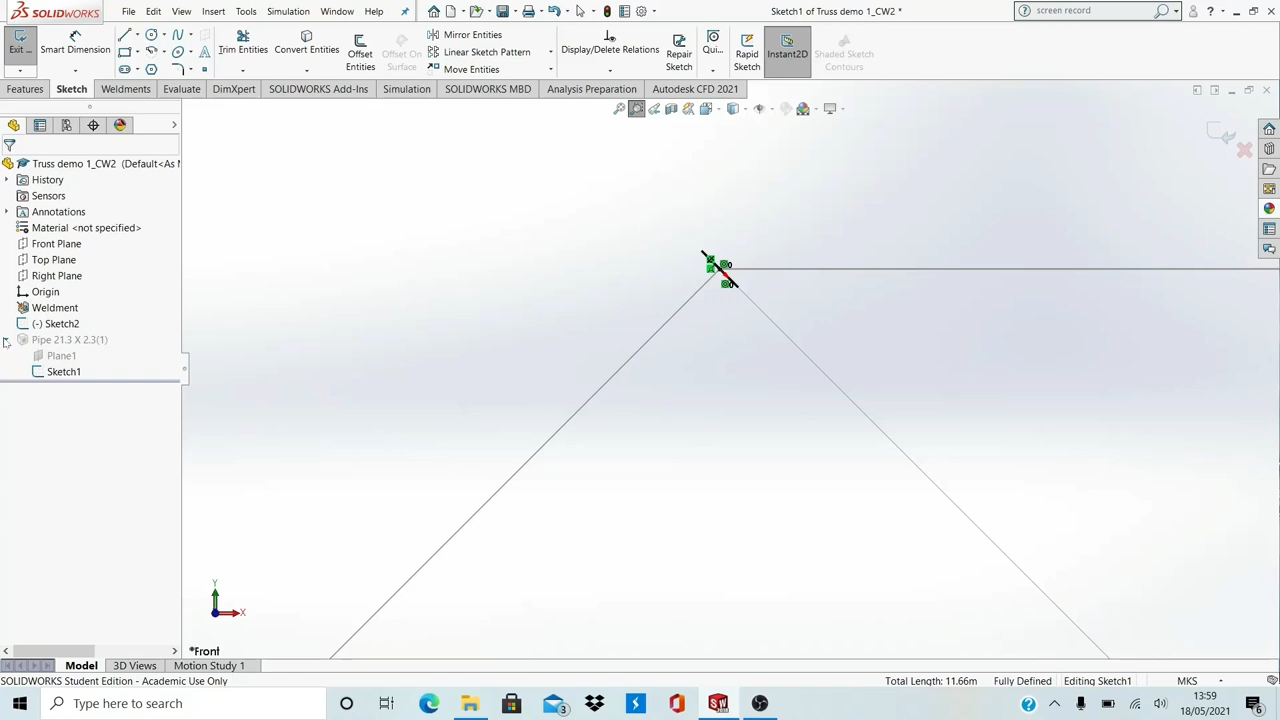 SOLIDWORKS
File
Edit
View
Insert
Tools
Simulation
Window
Help
Sketch1 of Truss demo 1_CW2 *
screen record
Exit ...
Smart Dimension
Trim Entities
Convert Entities
Offset
Entities
Offset On
Surface
Mirror Entities
Linear Sketch Pattern
Move Entities
Display/Delete Relations
Repair
Sketch
Qui...
Rapid
Sketch
Instant2D
Shaded Sketch
Contours
Features
Sketch
Weldments
Evaluate
DimXpert
SOLIDWORKS Add-Ins
Simulation
SOLIDWORKS MBD
Analysis Preparation
Autodesk CFD 2021
Truss demo 1_CW2 (Default<As M
History
Sensors
Annotations
Material <not specified>
Front Plane
Top Plane
Right Plane
Origin
Weldment
(-) Sketch2
Pipe 21.3 X 2.3(1)
Plane1
Sketch1
Y
X
*Front
Model
3D Views
Motion Study 1
SOLIDWORKS Student Edition - Academic Use Only
Total Length: 11.66m
Fully Defined
Editing Sketch1
MKS
Type here to search
3
13:59
18/05/2021
6